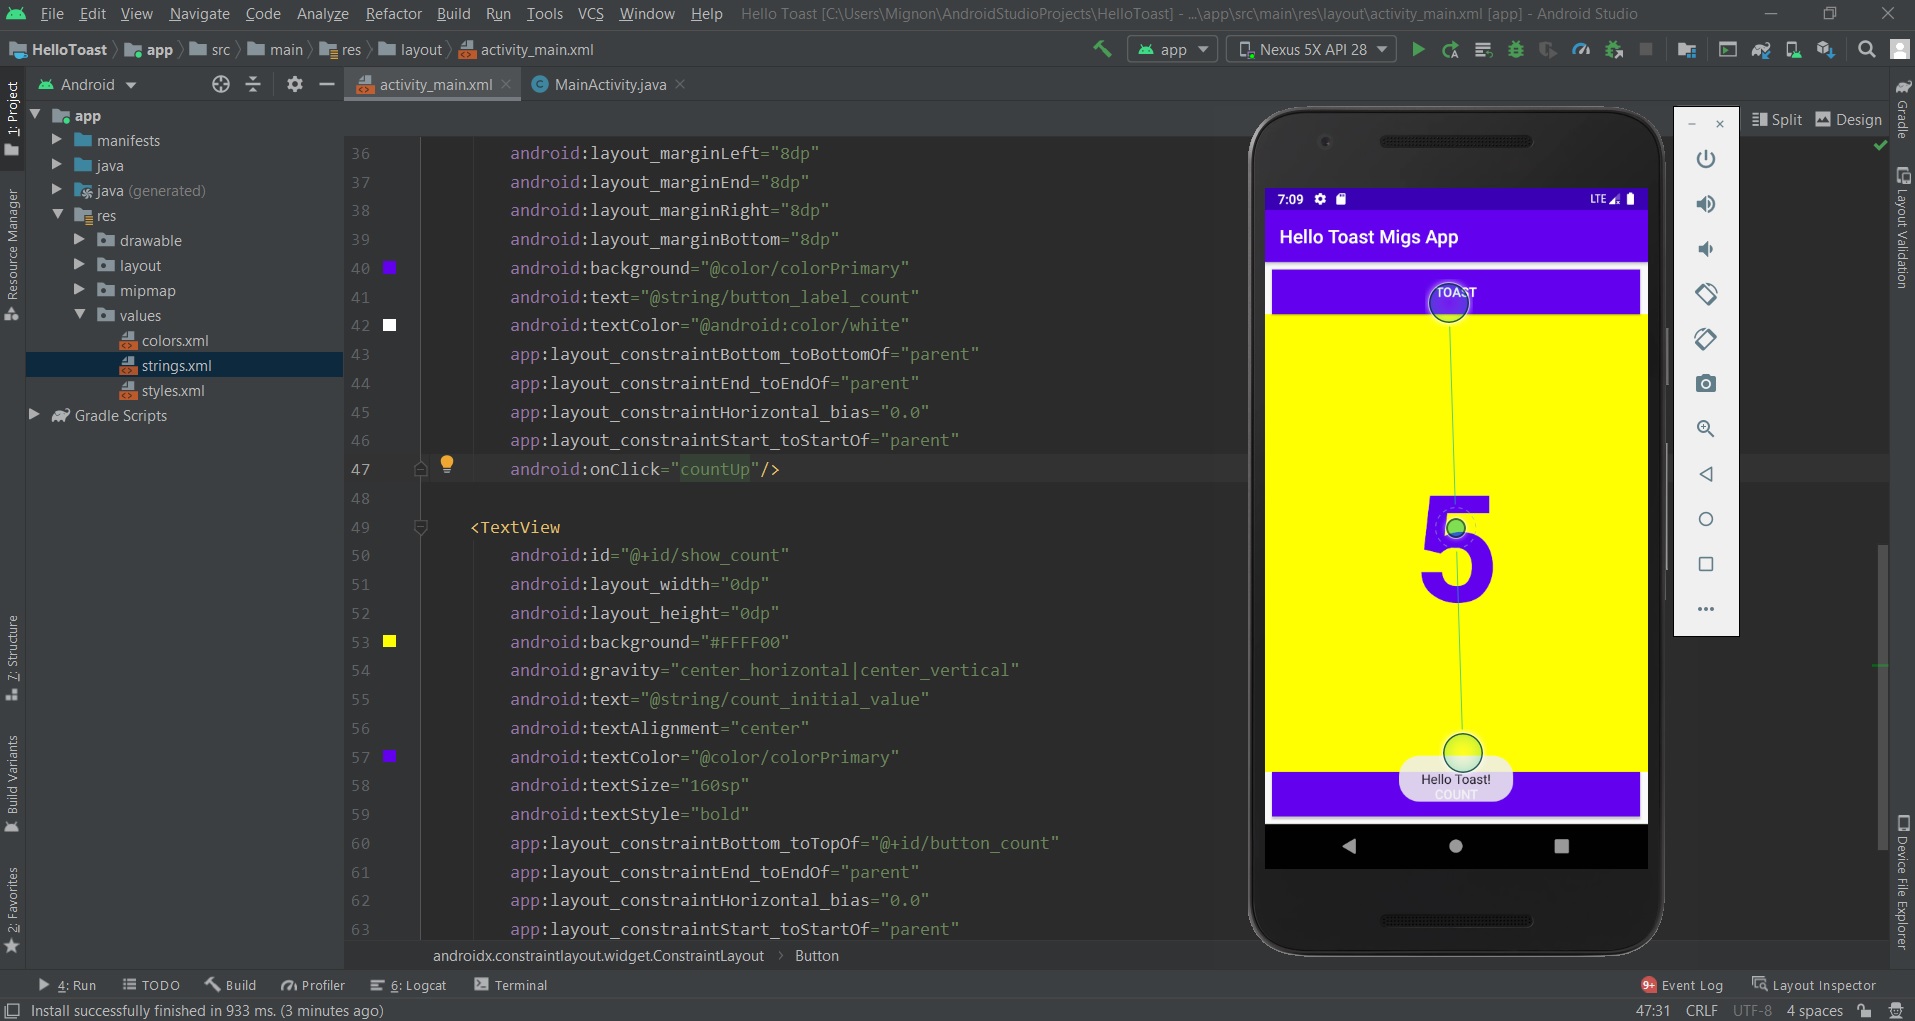 File Edit View Navigate Code Analyze Refactor Build Run Tools VCS Window Help Hello Toast [C:\Users\Mignon\AndroidStudioProjects\HelloToast] - ...\app\src\main\res\layout\activity_main.xml [app] - Android Studio
HelloToast app src main res layout activity_main.xml app Nexus 5X API 28
Android activity_main.xml MainActivity.java
Split Design
1: Project
Resource Manager
7: Structure
Build Variants
2: Favorites
app
manifests
java
java (generated)
res
drawable
layout
mipmap
values
colors.xml
strings.xml
styles.xml
Gradle Scripts
36 android:layout_marginLeft="8dp"
37 android:layout_marginEnd="8dp"
38 android:layout_marginRight="8dp"
39 android:layout_marginBottom="8dp"
40 android:background="@color/colorPrimary"
41 android:text="@string/button_label_count"
42 android:textColor="@android:color/white"
43 app:layout_constraintBottom_toBottomOf="parent"
44 app:layout_constraintEnd_toEndOf="parent"
45 app:layout_constraintHorizontal_bias="0.0"
46 app:layout_constraintStart_toStartOf="parent"
47 android:onClick="countUp"/>
48
49 <TextView
50 android:id="@+id/show_count"
51 android:layout_width="0dp"
52 android:layout_height="0dp"
53 android:background="#FFFF00"
54 android:gravity="center_horizontal|center_vertical"
55 android:text="@string/count_initial_value"
56 android:textAlignment="center"
57 android:textColor="@color/colorPrimary"
58 android:textSize="160sp"
59 android:textStyle="bold"
60 app:layout_constraintBottom_toTopOf="@+id/button_count"
61 app:layout_constraintEnd_toEndOf="parent"
62 app:layout_constraintHorizontal_bias="0.0"
63 app:layout_constraintStart_toStartOf="parent"
7:09 LTE
Hello Toast Migs App
TOAST
5
Hello Toast!
COUNT
Gradle
Layout Validation
Device File Explorer
androidx.constraintlayout.widget.ConstraintLayout Button
4: Run TODO Build Profiler 6: Logcat Terminal 9+ Event Log Layout Inspector
Install successfully finished in 933 ms. (3 minutes ago) 47:31 CRLF UTF-8 4 spaces